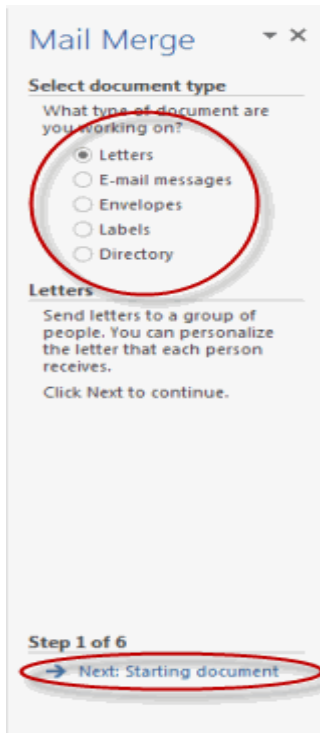 Mail Merge
Select document type
What type of document are
you working on?
Letters
E-mail messages
Envelopes
Labels
Directory
Letters
Send letters to a group of
people. You can personalize
the letter that each person
receives.
Click Next to continue.
Step 1 of 6
Next: Starting document